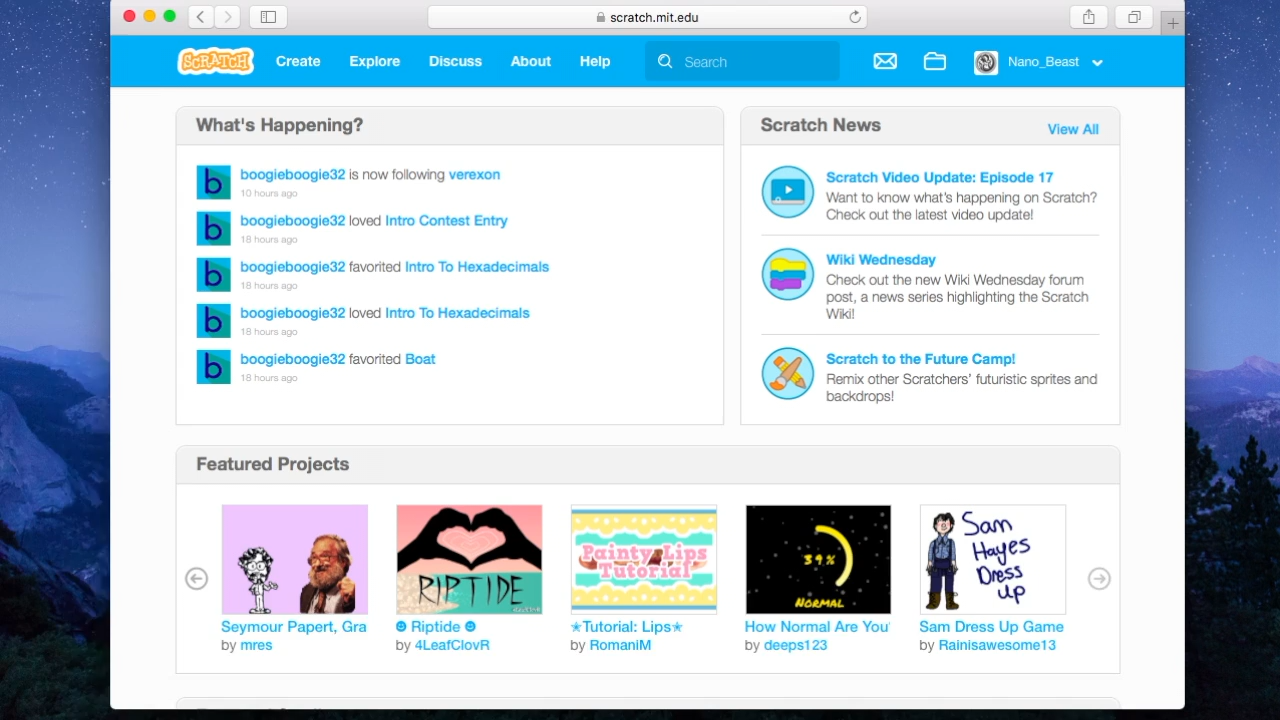 scratch.mit.edu
SCRATCH
Create
Explore
Discuss
About
Help
Search
Nano_Beast
What's Happening?
boogieboogie32 is now following verexon
10 hours ago
boogieboogie32 loved Intro Contest Entry
18 hours ago
boogieboogie32 favorited Intro To Hexadecimals
18 hours ago
boogieboogie32 loved Intro To Hexadecimals
18 hours ago
boogieboogie32 favorited Boat
18 hours ago
Scratch News
View All
Scratch Video Update: Episode 17
Want to know what's happening on Scratch?
Check out the latest video update!
Wiki Wednesday
Check out the new Wiki Wednesday forum
post, a news series highlighting the Scratch
Wiki!
Scratch to the Future Camp!
Remix other Scratchers' futuristic sprites and
backdrops!
Featured Projects
RIPTIDE
Painty Lips
Tutorial
39%
NORMAL
Sam
Hayes
Dress
up
Seymour Papert, Gra
by mres
☻ Riptide ☻
by 4LeafClovR
✶Tutorial: Lips✶
by RomaniM
How Normal Are You
by deeps123
Sam Dress Up Game
by Rainisawesome13